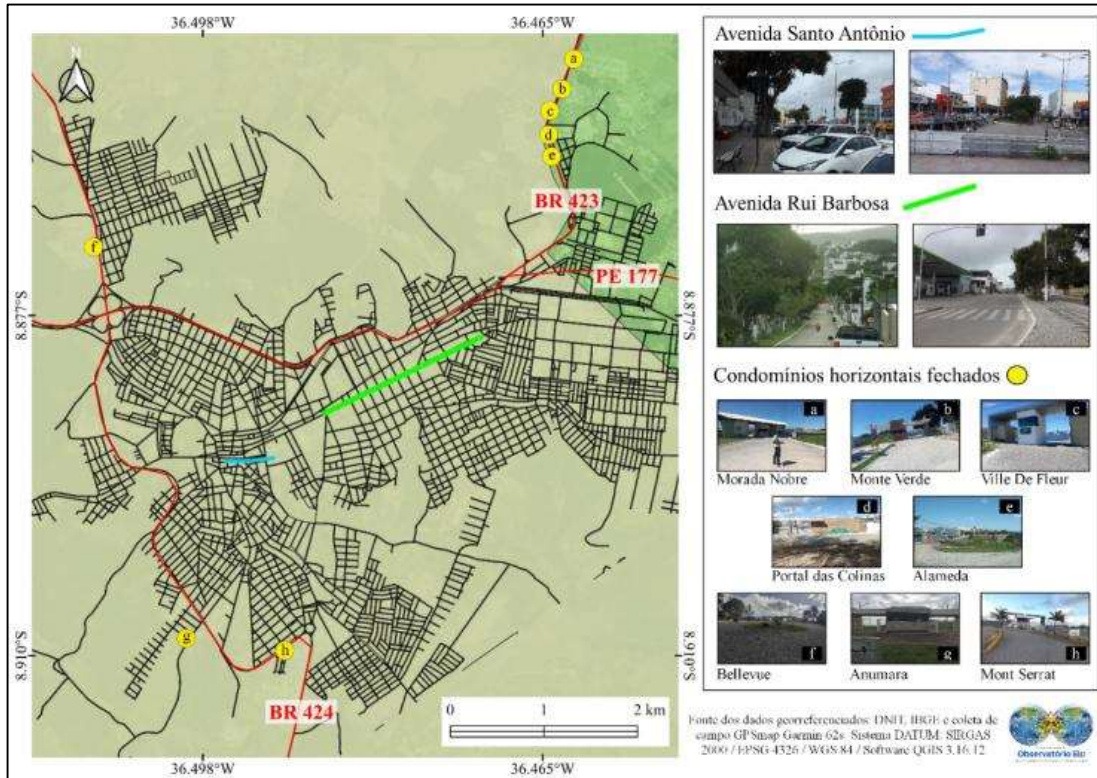 36.498°W
36.465°W
N
a
b
c
d
e
BR 423
f
PE 177
8.877°S
8.877°S
g
h
8.910°S
8.910°S
BR 424
0 1 2 km
36.498°W
36.465°W
Avenida Santo Antônio
Avenida Rui Barbosa
Condomínios horizontais fechados
a b c
Morada Nobre Monte Verde Ville De Fleur
d e
Portal das Colinas Alameda
f g h
Bellevue Anumara Mont Serrat
Fonte dos dados georreferenciados: DNIT, IBGE e coleta de
campo GPSmap Garmin 62s. Sistema DATUM: SIRGAS
2000 / EPSG 4326 / WGS 84 / Software QGIS 3.16.12